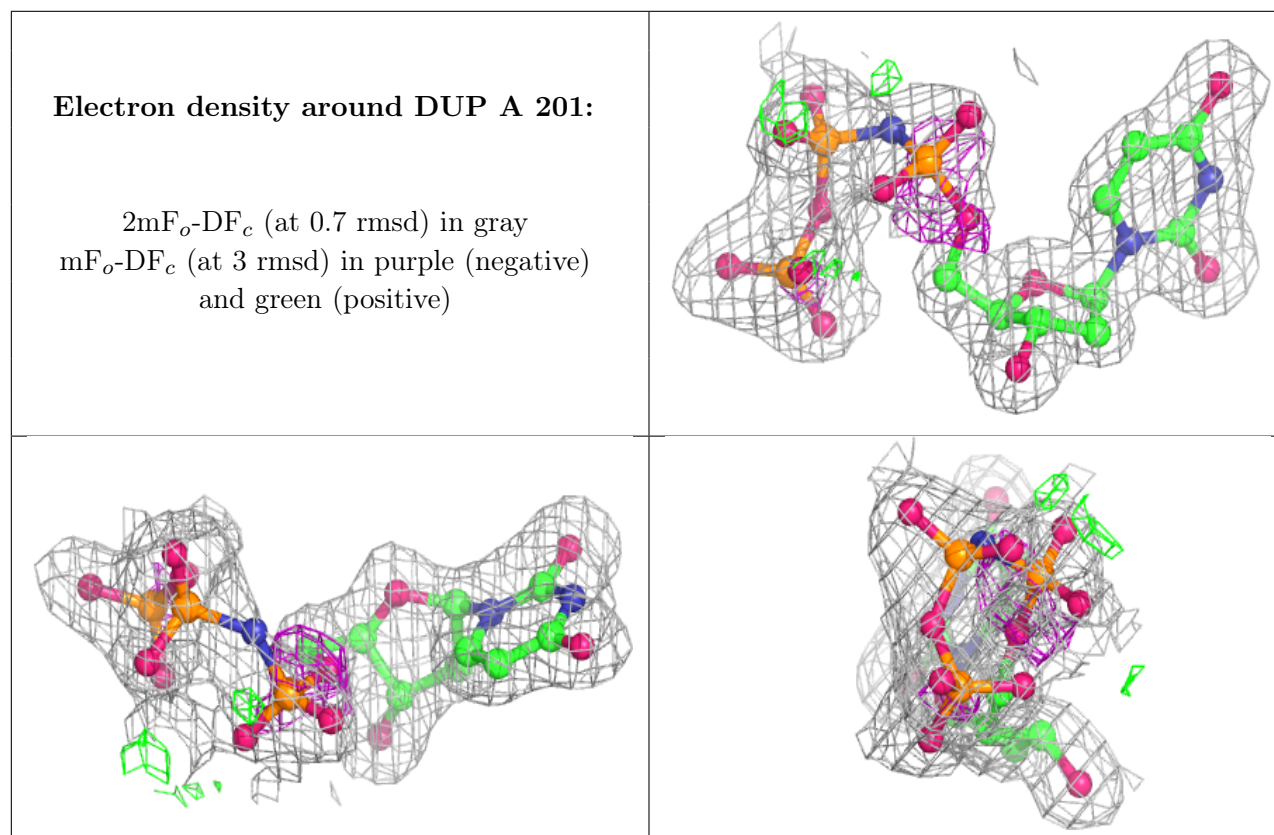 Electron density around DUP A 201:
2mFo-DFc (at 0.7 rmsd) in gray
mFo-DFc (at 3 rmsd) in purple (negative)
and green (positive)